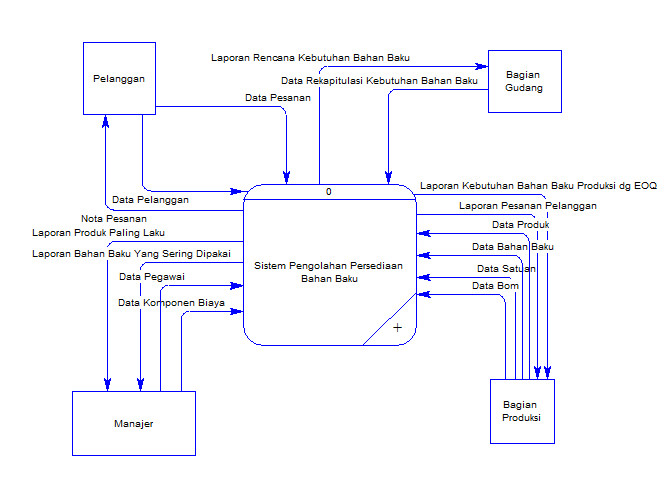 Laporan Rencana Kebutuhan Bahan Baku
Pelanggan
Data Rekapitulasi Kebutuhan Bahan Baku
Bagian
Gudang
Data Pesanan
0
Laporan Kebutuhan Bahan Baku Produksi dg EOQ
Data Pelanggan
Laporan Pesanan Pelanggan
Nota Pesanan
Data Produk
Laporan Produk Paling Laku
Data Bahan Baku
Laporan Bahan Baku Yang Sering Dipakai
Sistem Pengolahan Persediaan
Bahan Baku
Data Satuan
Data Pegawai
Data Bom
Data Komponen Biaya
+
Manajer
Bagian
Produksi